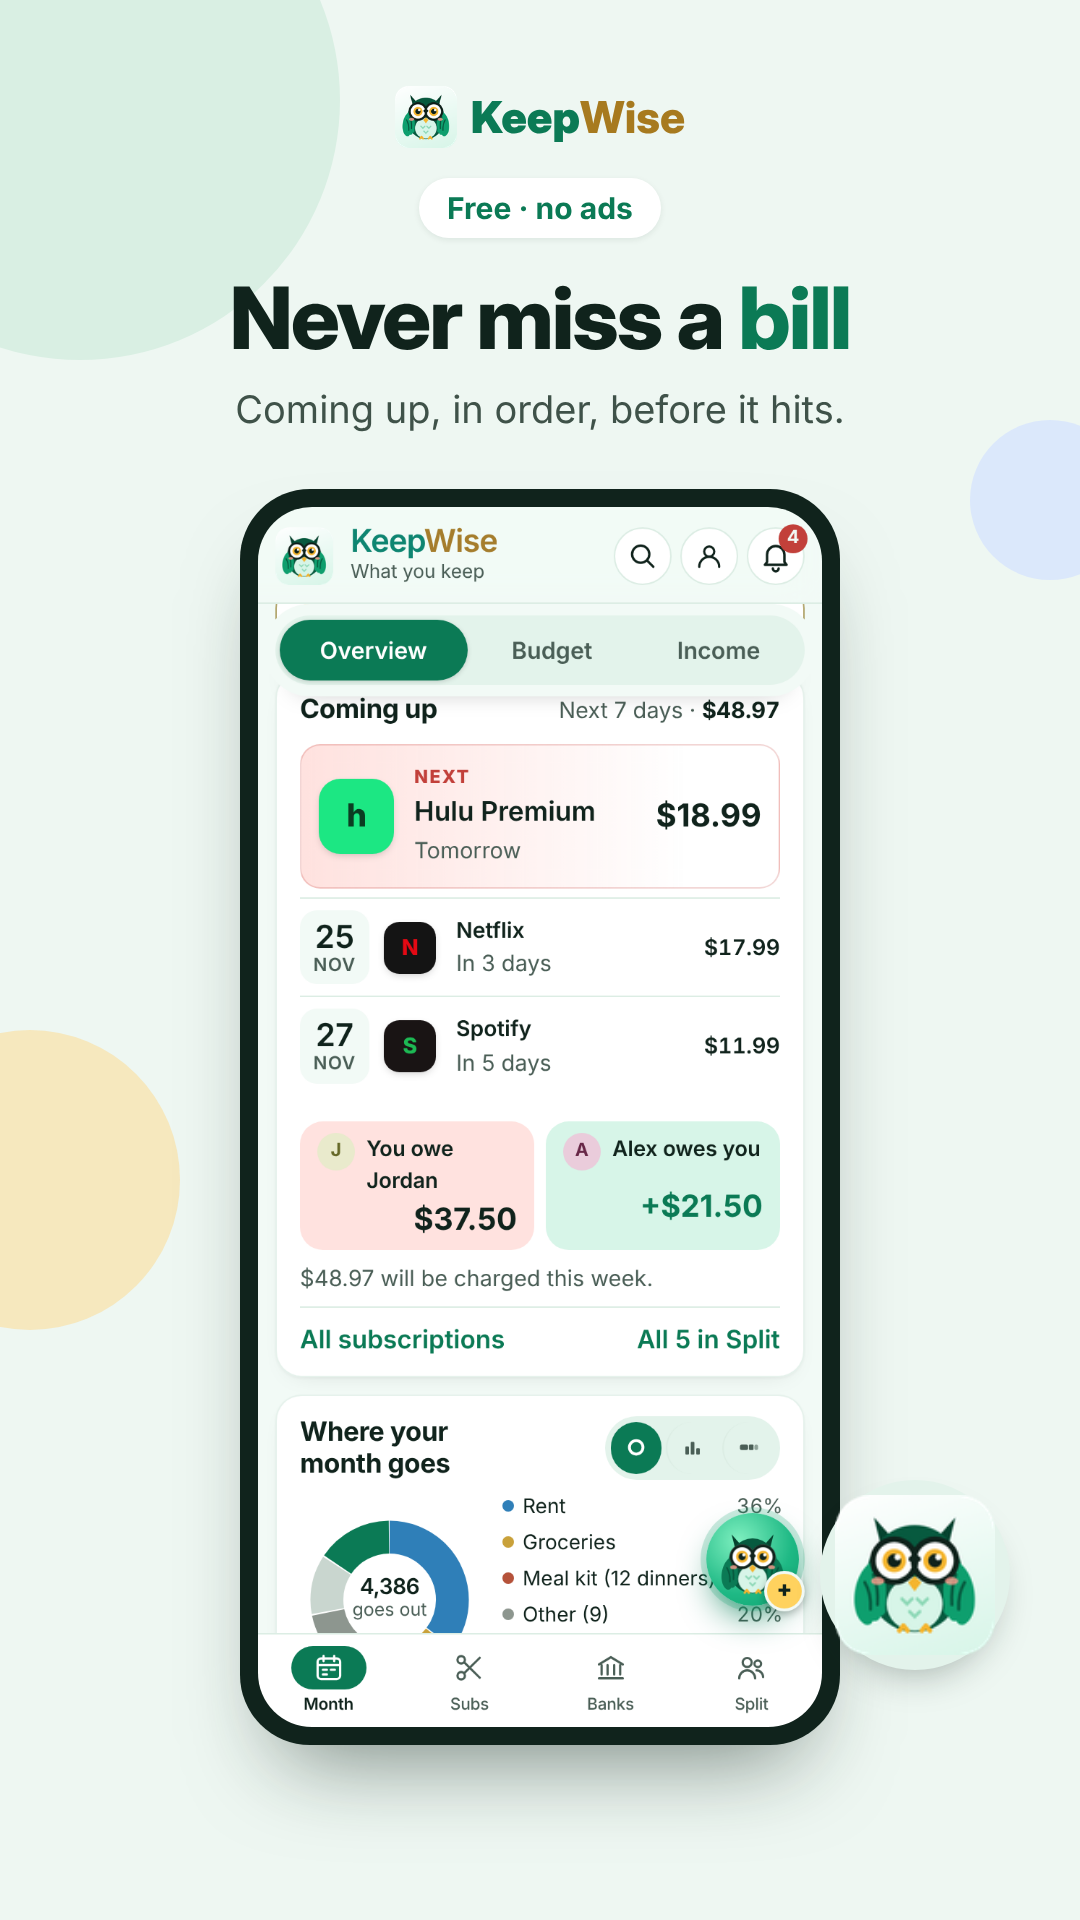 KeepWise
Free · no ads
Never miss a bill
Coming up, in order, before it hits.
KeepWise
What you keep
4
Overview
Budget
Income
Coming up
Next 7 days · $48.97
NEXT
h
Hulu Premium
$18.99
Tomorrow
25
NOV
N
Netflix
In 3 days
$17.99
27
NOV
S
Spotify
In 5 days
$11.99
J
You owe
Jordan
$37.50
A
Alex owes you
+$21.50
$48.97 will be charged this week.
All subscriptions
All 5 in Split
Where your
month goes
Rent
36%
Groceries
Meal kit (12 dinners)
Other (9)
20%
4,386
goes out
+
Month
Subs
Banks
Split